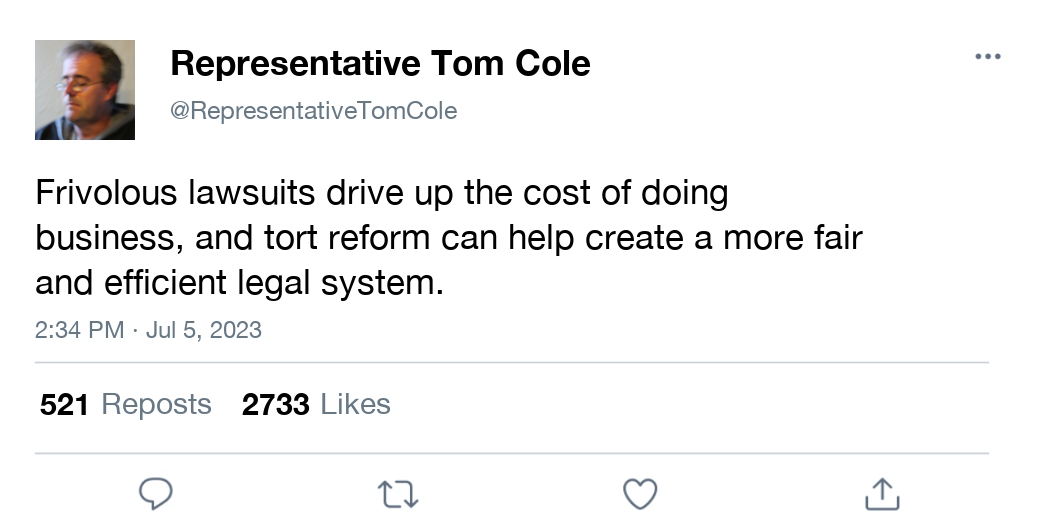 Representative Tom Cole
@RepresentativeTomCole
Frivolous lawsuits drive up the cost of doing
business, and tort reform can help create a more fair
and efficient legal system.
2:34 PM · Jul 5, 2023
521 Reposts 2733 Likes